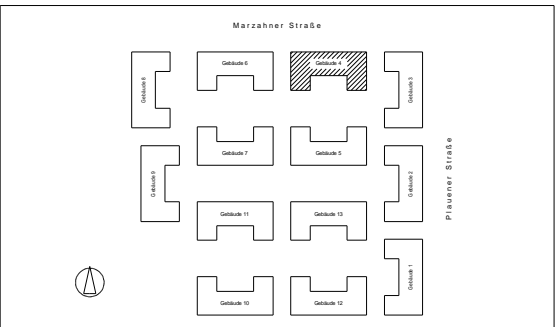 Marzahner Straße
Gebäude 8
Gebäude 6
Gebäude 4
Gebäude 3
Gebäude 7
Gebäude 5
Plauener Straße
Gebäude 9
Gebäude 2
Gebäude 11
Gebäude 13
Gebäude 1
Gebäude 10
Gebäude 12